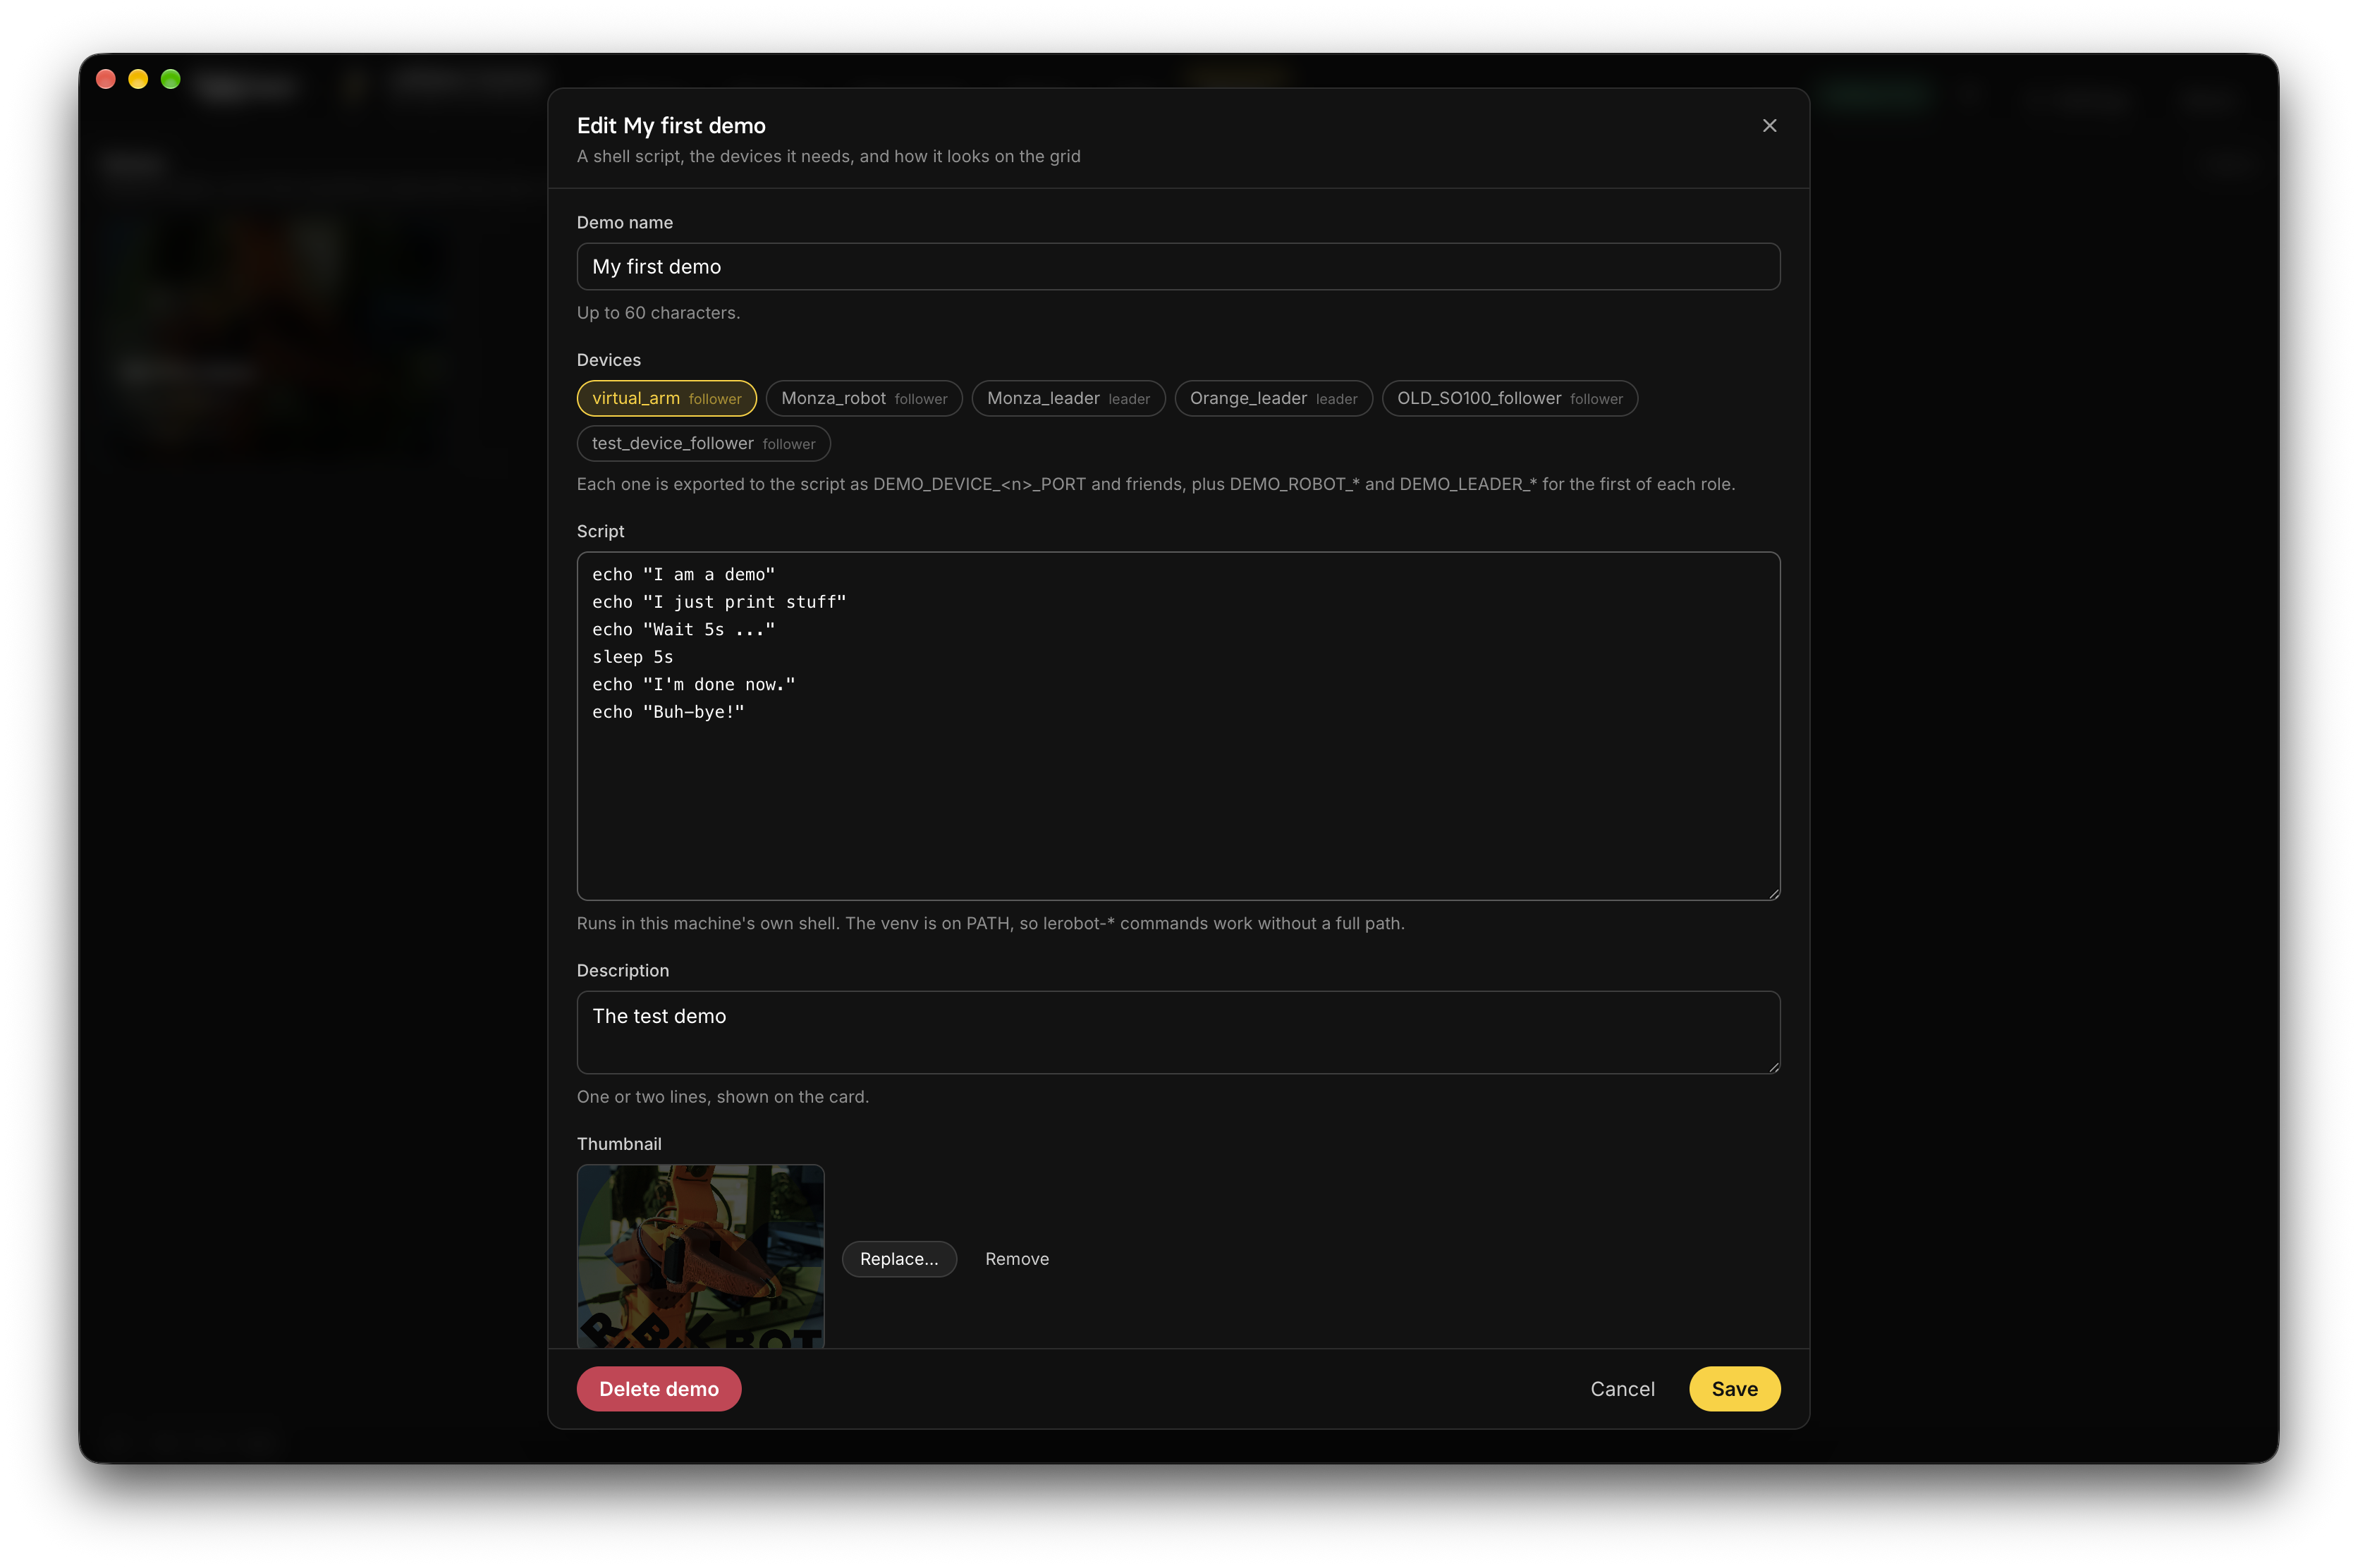 Edit My first demo
A shell script, the devices it needs, and how it looks on the grid
Demo name
My first demo
Up to 60 characters.
Devices
virtual_arm follower Monza_robot follower Monza_leader leader Orange_leader leader OLD_SO100_follower follower
test_device_follower follower
Each one is exported to the script as DEMO_DEVICE_<n>_PORT and friends, plus DEMO_ROBOT_* and DEMO_LEADER_* for the first of each role.
Script
echo "I am a demo"
echo "I just print stuff"
echo "Wait 5s ..."
sleep 5s
echo "I'm done now."
echo "Buh-bye!"
Runs in this machine's own shell. The venv is on PATH, so lerobot-* commands work without a full path.
Description
The test demo
One or two lines, shown on the card.
Thumbnail
Replace... Remove
BOT
Delete demo Cancel Save